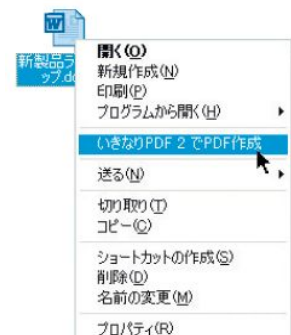 新製品ラ
ップ.do
開く(O)
新規作成(N)
印刷(P)
プログラムから開く(H)
いきなりPDF 2 でPDF作成
送る(N)
切り取り(T)
コピー(C)
ショートカットの作成(S)
削除(D)
名前の変更(M)
プロパティ(R)